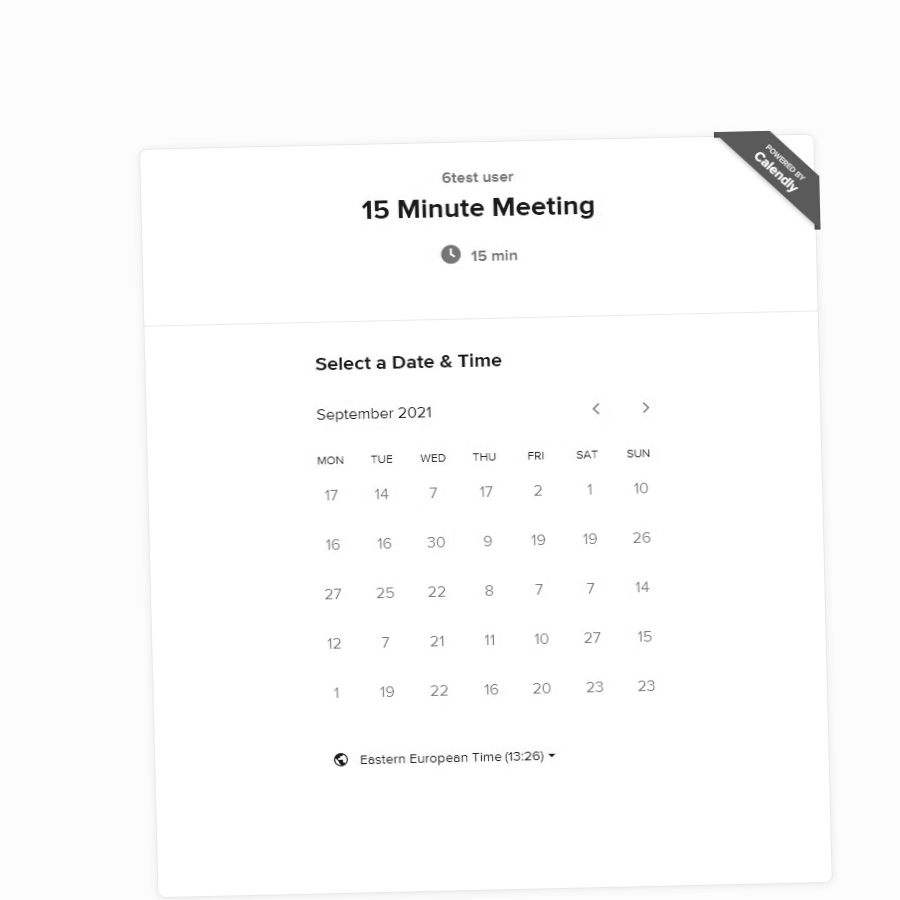 POWERED BY
Calendly
6test user
15 Minute Meeting
15 min
Select a Date & Time
September 2021
MON TUE WED THU FRI SAT SUN
17 14 7 17 2 1 10
16 16 30 9 19 19 26
27 25 22 8 7 7 14
12 7 21 11 10 27 15
1 19 22 16 20 23 23
Eastern European Time (13:26)